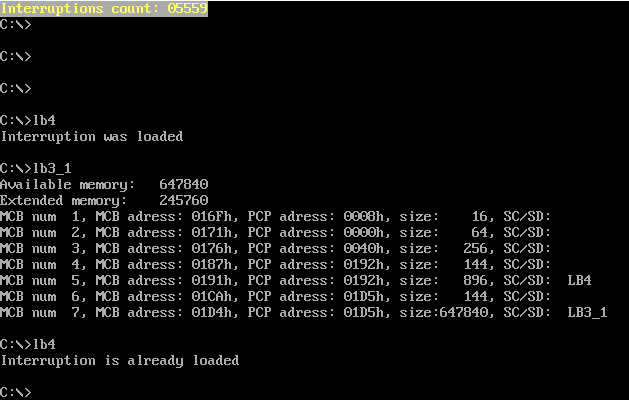 Interruptions count: 05559
C:\>
C:\>
C:\>
C:\>lb4
Interruption was loaded
C:\>lb3_1
Available memory:   647840
Extended memory:    245760
MCB num  1, MCB adress: 016Fh, PCP adress: 0008h, size:    16, SC/SD:
MCB num  2, MCB adress: 0171h, PCP adress: 0000h, size:    64, SC/SD:
MCB num  3, MCB adress: 0176h, PCP adress: 0040h, size:   256, SC/SD:
MCB num  4, MCB adress: 0187h, PCP adress: 0192h, size:   144, SC/SD:
MCB num  5, MCB adress: 0191h, PCP adress: 0192h, size:   896, SC/SD:  LB4
MCB num  6, MCB adress: 01CAh, PCP adress: 01D5h, size:   144, SC/SD:
MCB num  7, MCB adress: 01D4h, PCP adress: 01D5h, size:647840, SC/SD:  LB3_1
C:\>lb4
Interruption is already loaded
C:\>